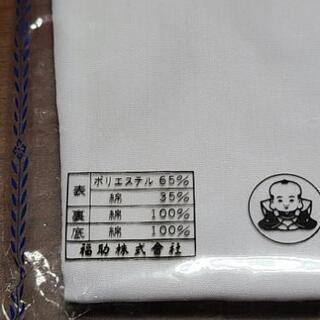 表 ポリエステル 65%
綿 35%
裏 綿 100%
底 綿 100%
福助株式會社